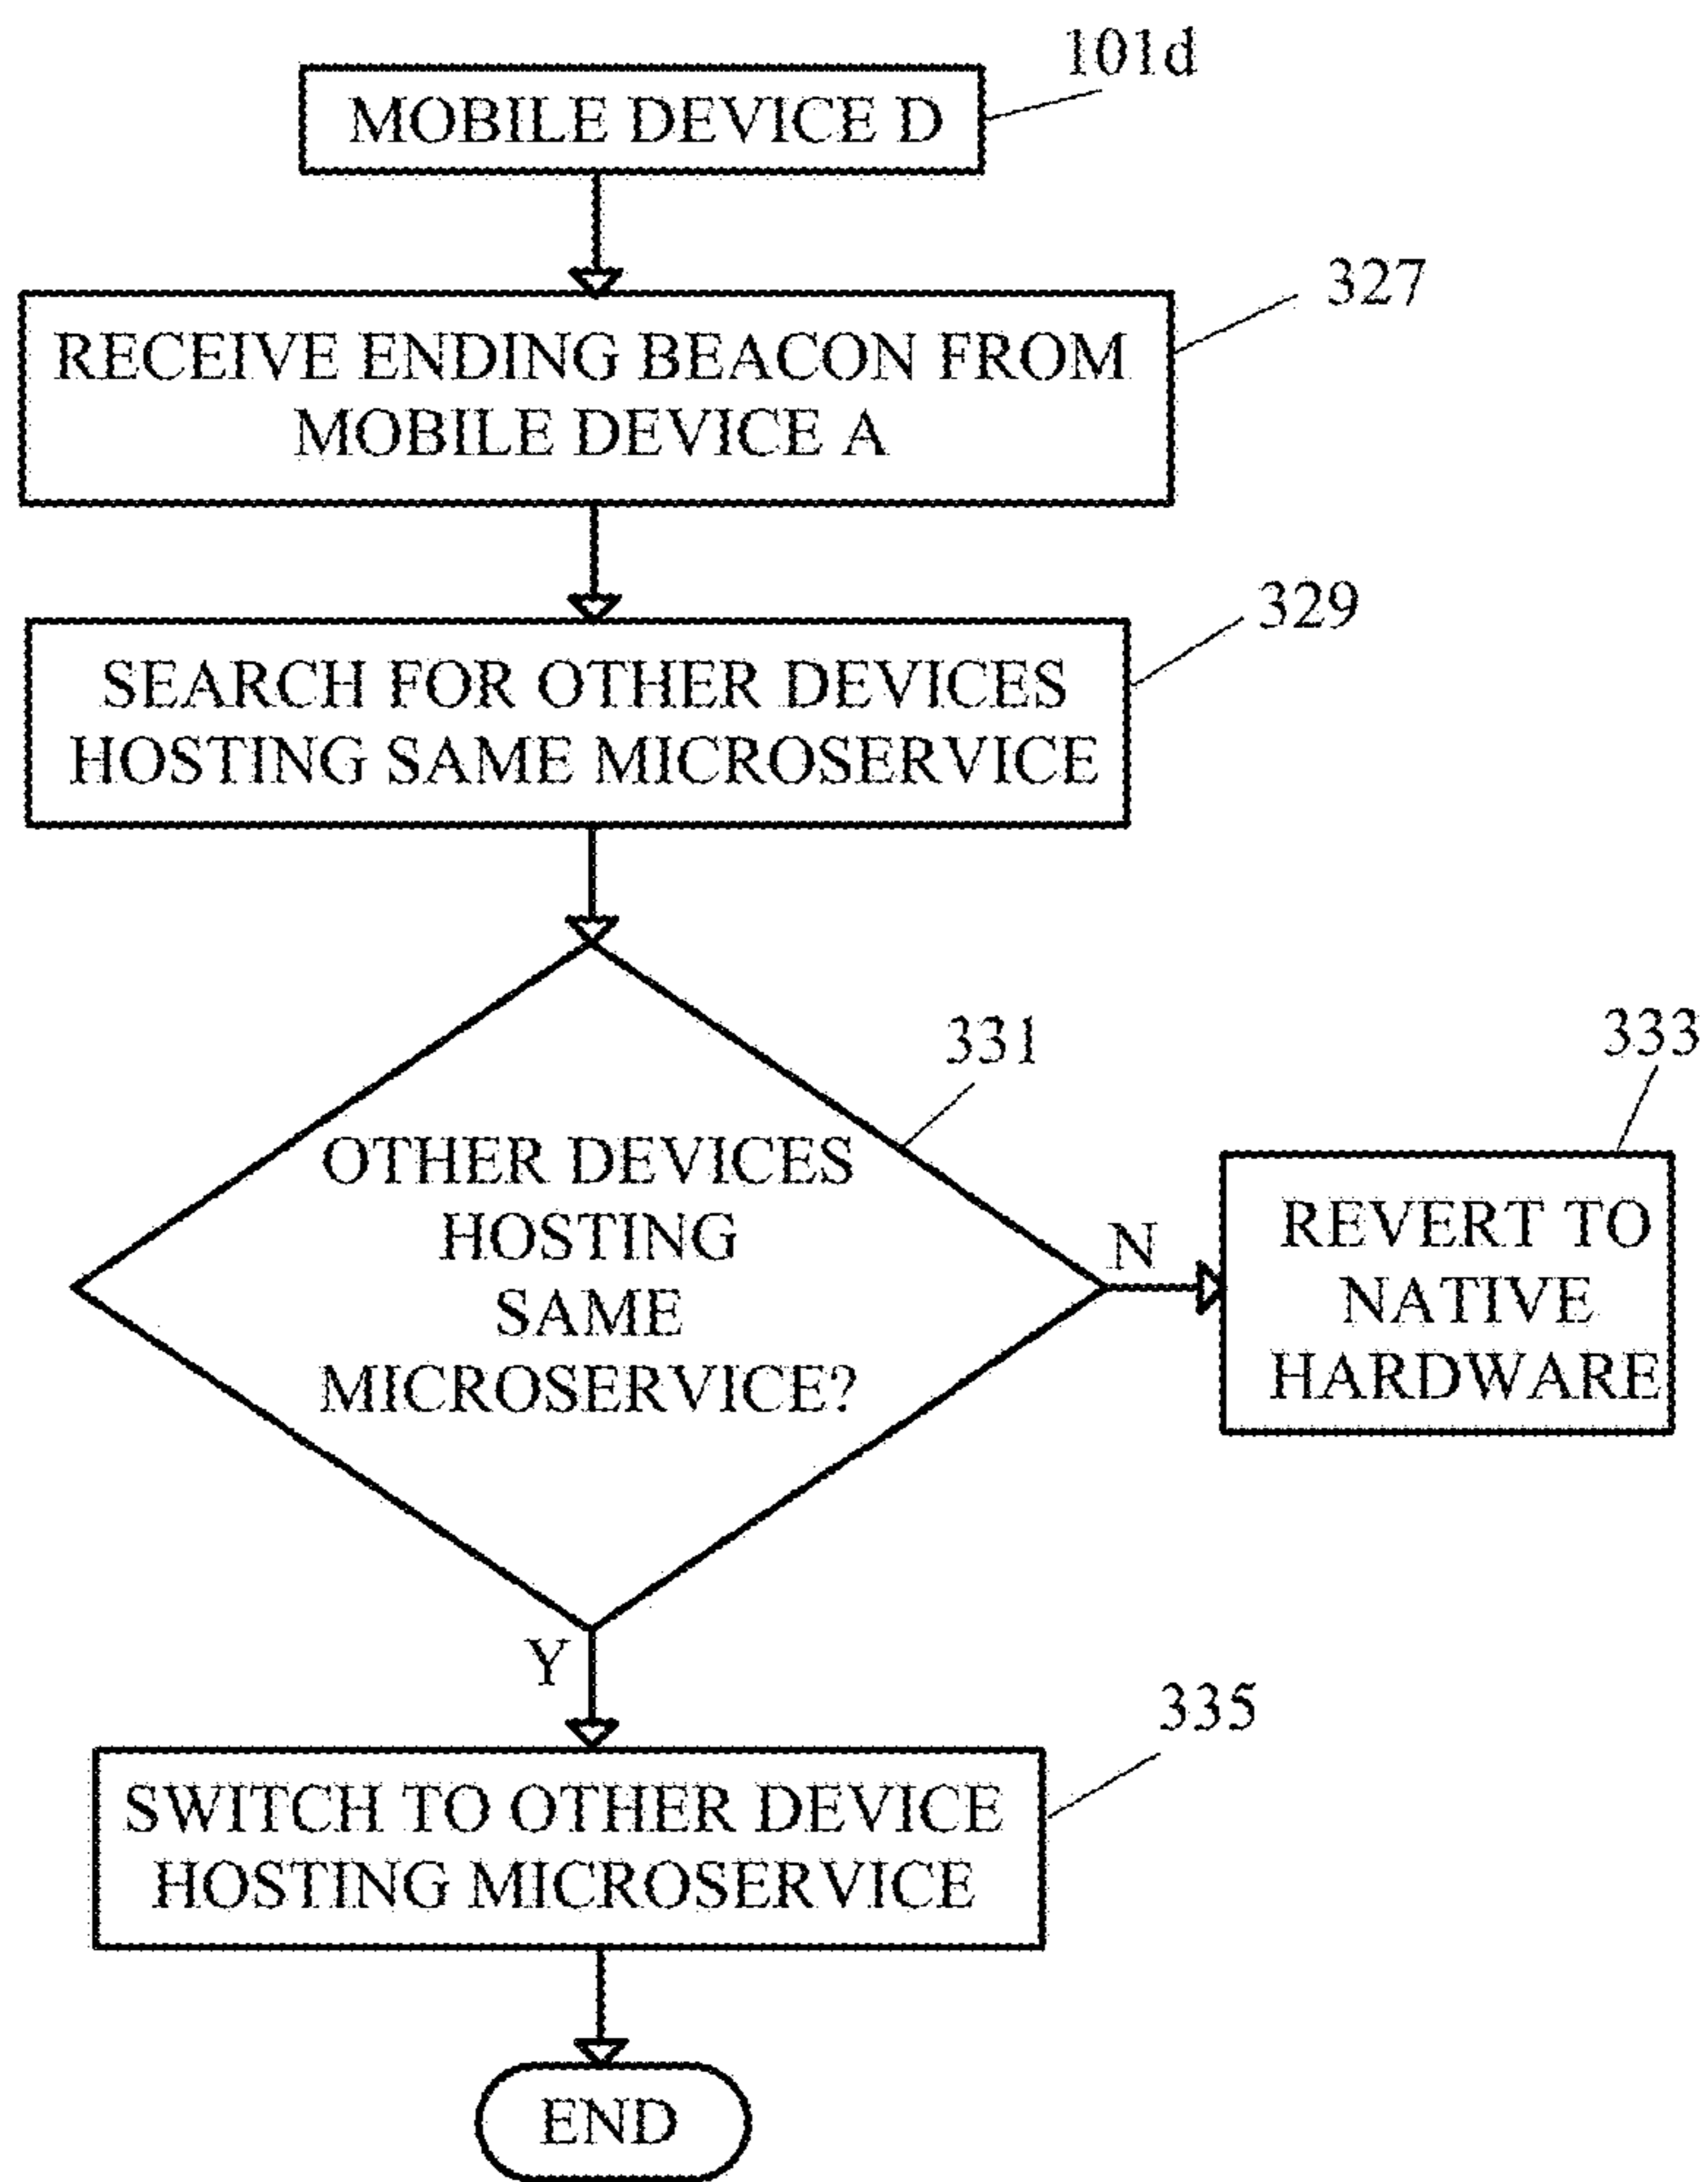 101d
MOBILE DEVICE D
327
RECEIVE ENDING BEACON FROM
MOBILE DEVICE A
329
SEARCH FOR OTHER DEVICES
HOSTING SAME MICROSERVICE
331
333
OTHER DEVICES
HOSTING
SAME
MICROSERVICE?
N
REVERT TO
NATIVE
HARDWARE
Y
335
SWITCH TO OTHER DEVICE
HOSTING MICROSERVICE
END